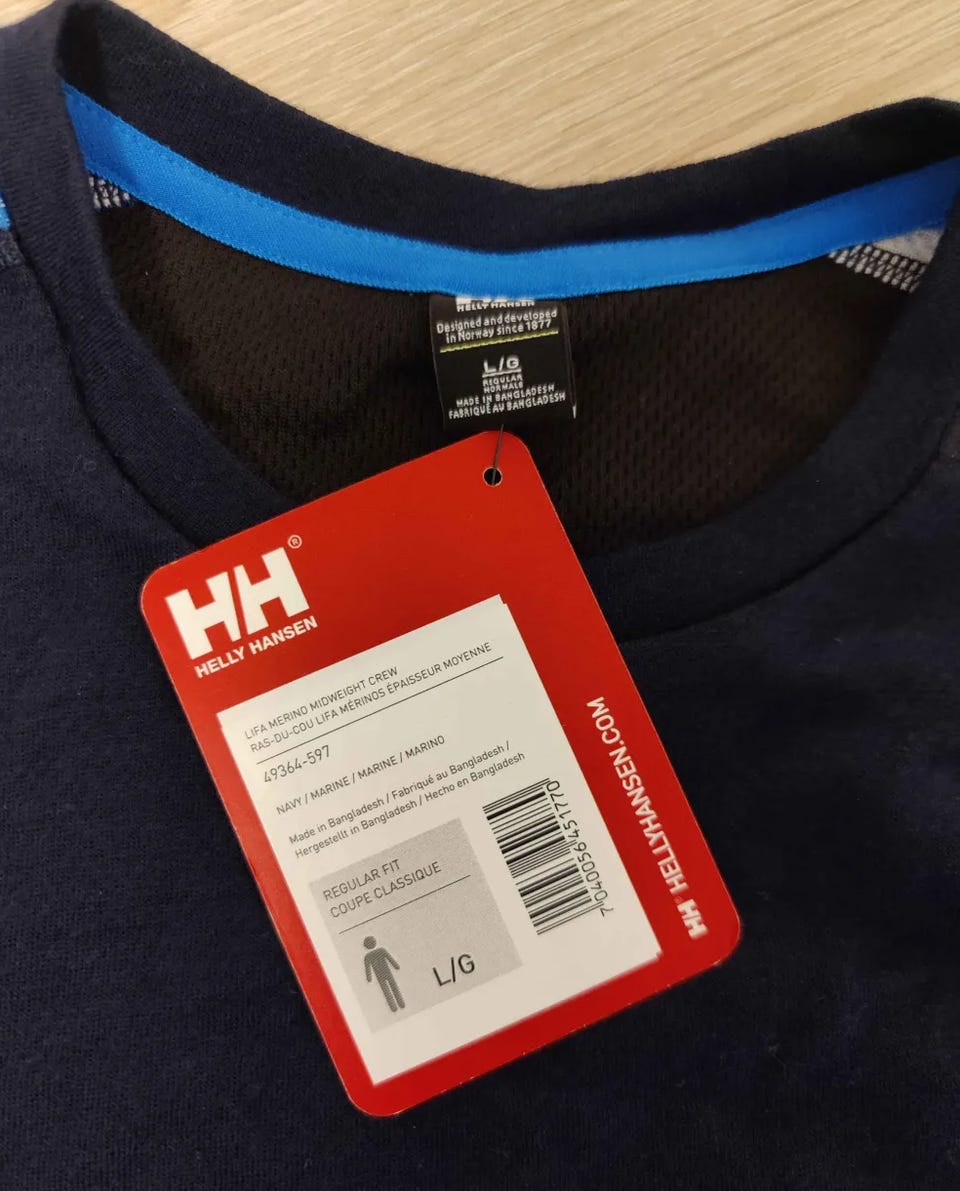 HELLY HANSEN
Designed and developed
in Norway since 1877
L/G
REGULAR
NORMALE
MADE IN BANGLADESH
FABRIQUÉ AU BANGLADESH
HH®
HELLY HANSEN
LIFA MERINO MIDWEIGHT CREW
RAS-DU-COU LIFA MÉRINOS ÉPAISSEUR MOYENNE
49364-597
NAVY / MARINE / MARINE / MARINO
Made in Bangladesh / Fabriqué au Bangladesh /
Hergestellt in Bangladesh / Hecho en Bangladesh
REGULAR FIT
COUPE CLASSIQUE
L/G
7040056451770
HH® HELLYHANSEN.COM